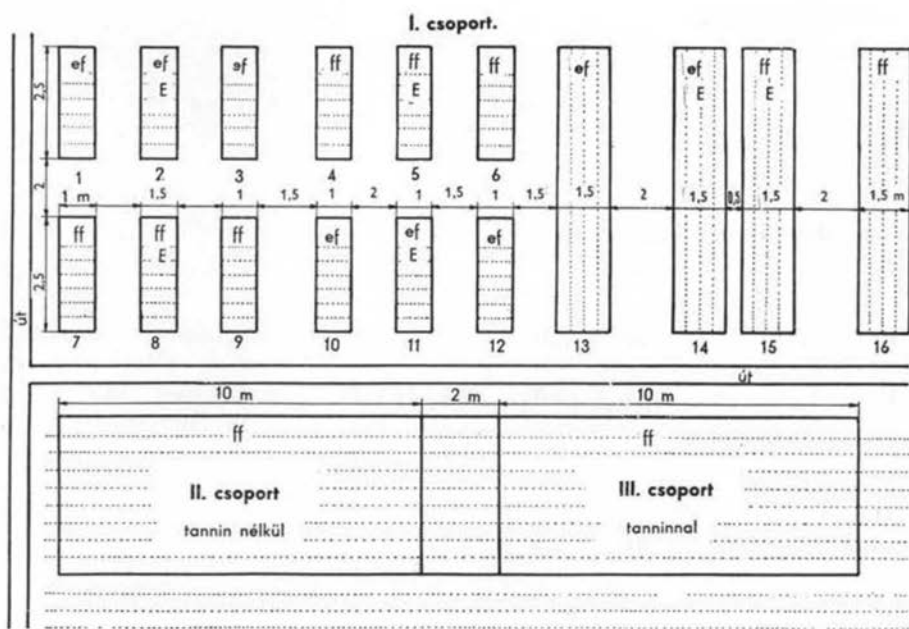 I. csoport.
ef ef ef ff ff ff ef ef ff ff
E E E E
2,5
1 2 3 4 5 6
2
1 m 1,5 1 1,5 1 2 1 1,5 1 1,5 1,5 2 1,5 0,5 1,5 2 1,5 m
ff ff ff ef ef ef
E E
2,5
7 8 9 10 11 12 13 14 15 16
út
út
10 m 2 m 10 m
ff ff
II. csoport III. csoport
tannin nélkül tanninnal